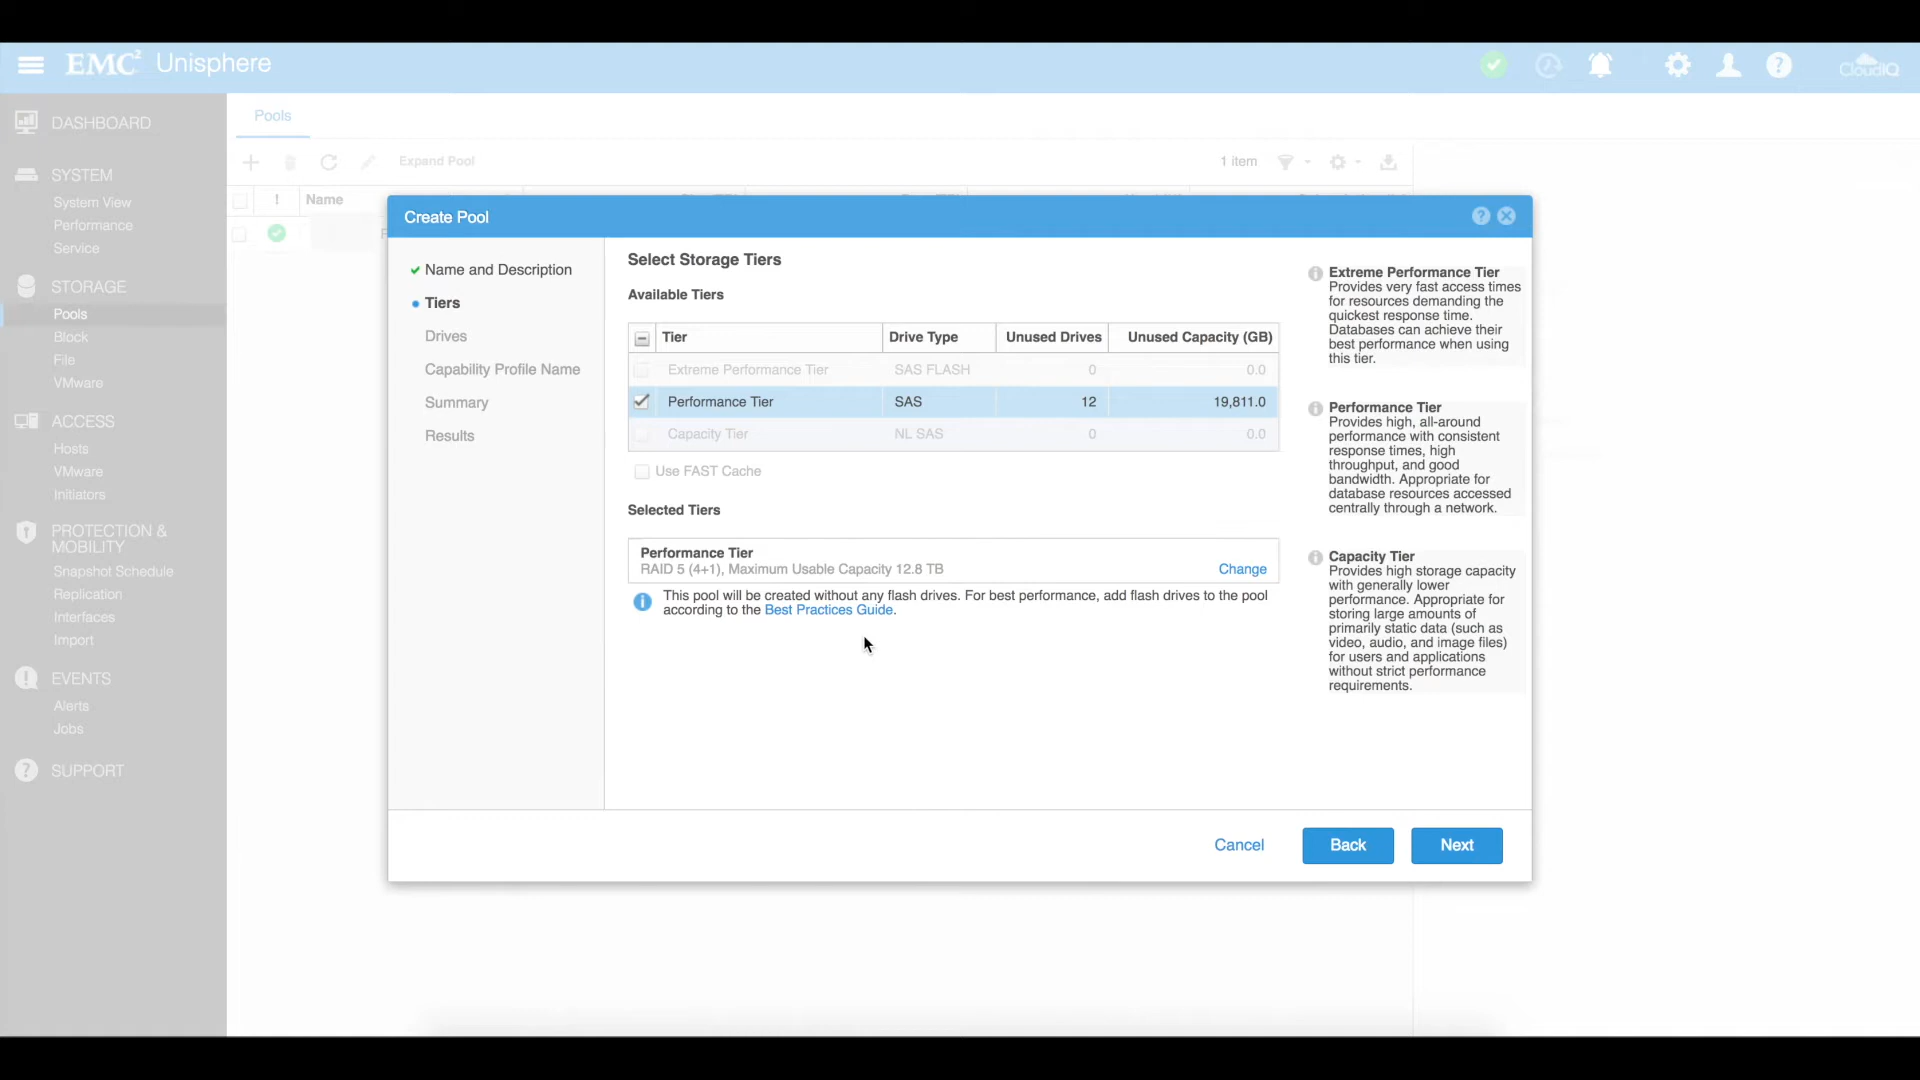 EMC² Unisphere
CloudIQ
DASHBOARD
SYSTEM
System View
Performance
Service
STORAGE
Pools
Block
File
VMware
ACCESS
Hosts
VMware
Initiators
PROTECTION &
MOBILITY
Snapshot Schedule
Replication
Interfaces
Import
EVENTS
Alerts
Jobs
SUPPORT
Pools
Expand Pool
1 item
! Name
Create Pool
Name and Description
Tiers
Drives
Capability Profile Name
Summary
Results
Select Storage Tiers
Available Tiers
Tier Drive Type Unused Drives Unused Capacity (GB)
Extreme Performance Tier SAS FLASH 0 0.0
Performance Tier SAS 12 19,811.0
Capacity Tier NL SAS 0 0.0
Use FAST Cache
Selected Tiers
Performance Tier
RAID 5 (4+1), Maximum Usable Capacity 12.8 TB Change
This pool will be created without any flash drives. For best performance, add flash drives to the pool
according to the Best Practices Guide.
Extreme Performance Tier
Provides very fast access times
for resources demanding the
quickest response time.
Databases can achieve their
best performance when using
this tier.
Performance Tier
Provides high, all-around
performance with consistent
response times, high
throughput, and good
bandwidth. Appropriate for
database resources accessed
centrally through a network.
Capacity Tier
Provides high storage capacity
with generally lower
performance. Appropriate for
storing large amounts of
primarily static data (such as
video, audio, and image files)
for users and applications
without strict performance
requirements.
Cancel Back Next